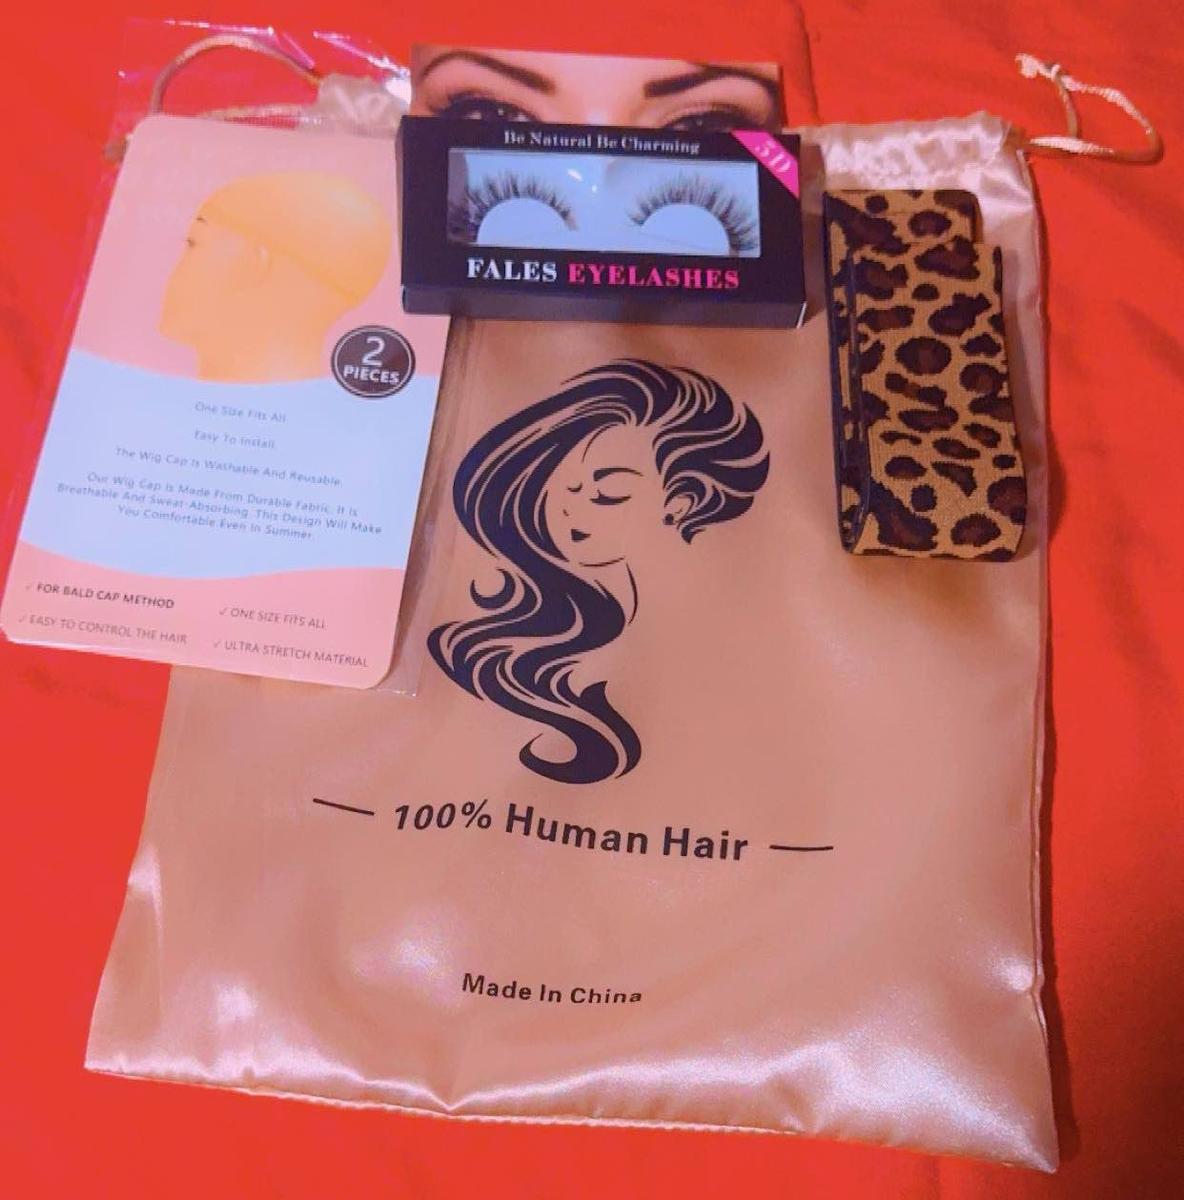 Be Natural Be Charming
5D
FALES EYELASHES
2
PIECES
One Size Fits All
Easy To Install
The Wig Cap Is Washable And Reusable.
Our Wig Cap Is Made From Durable Fabric. It Is
Breathable And Sweat-Absorbing. This Design Will Make
You Comfortable Even In Summer.
✓ FOR BALD CAP METHOD
✓ ONE SIZE FITS ALL
✓ EASY TO CONTROL THE HAIR
✓ ULTRA STRETCH MATERIAL
— 100% Human Hair —
Made In China